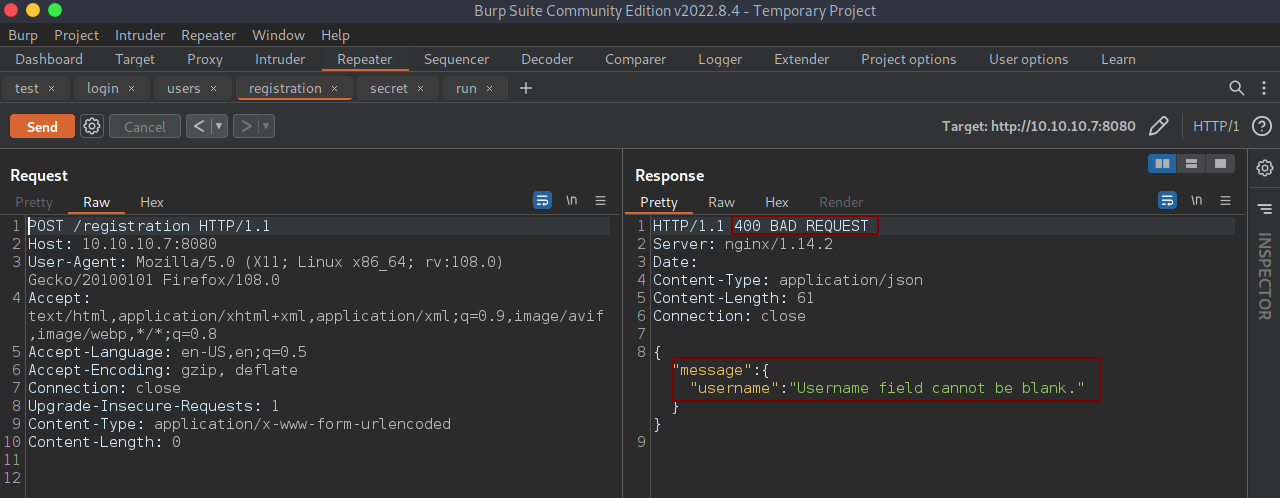 Burp Suite Community Edition v2022.8.4 - Temporary Project
Burp Project Intruder Repeater Window Help
Dashboard Target Proxy Intruder Repeater Sequencer Decoder Comparer Logger Extender Project options User options Learn
test × login × users × registration × secret × run × +
Send Cancel < > Target: http://10.10.10.7:8080 HTTP/1 ?
Request
Pretty Raw Hex \n
1 POST /registration HTTP/1.1
2 Host: 10.10.10.7:8080
3 User-Agent: Mozilla/5.0 (X11; Linux x86_64; rv:108.0)
Gecko/20100101 Firefox/108.0
4 Accept:
text/html,application/xhtml+xml,application/xml;q=0.9,image/avif
,image/webp,*/*;q=0.8
5 Accept-Language: en-US,en;q=0.5
6 Accept-Encoding: gzip, deflate
7 Connection: close
8 Upgrade-Insecure-Requests: 1
9 Content-Type: application/x-www-form-urlencoded
10 Content-Length: 0
11
12
Response
Pretty Raw Hex Render \n
1 HTTP/1.1 400 BAD REQUEST
2 Server: nginx/1.14.2
3 Date:
4 Content-Type: application/json
5 Content-Length: 61
6 Connection: close
7
8 {
"message":{
"username":"Username field cannot be blank."
}
}
9
INSPECTOR